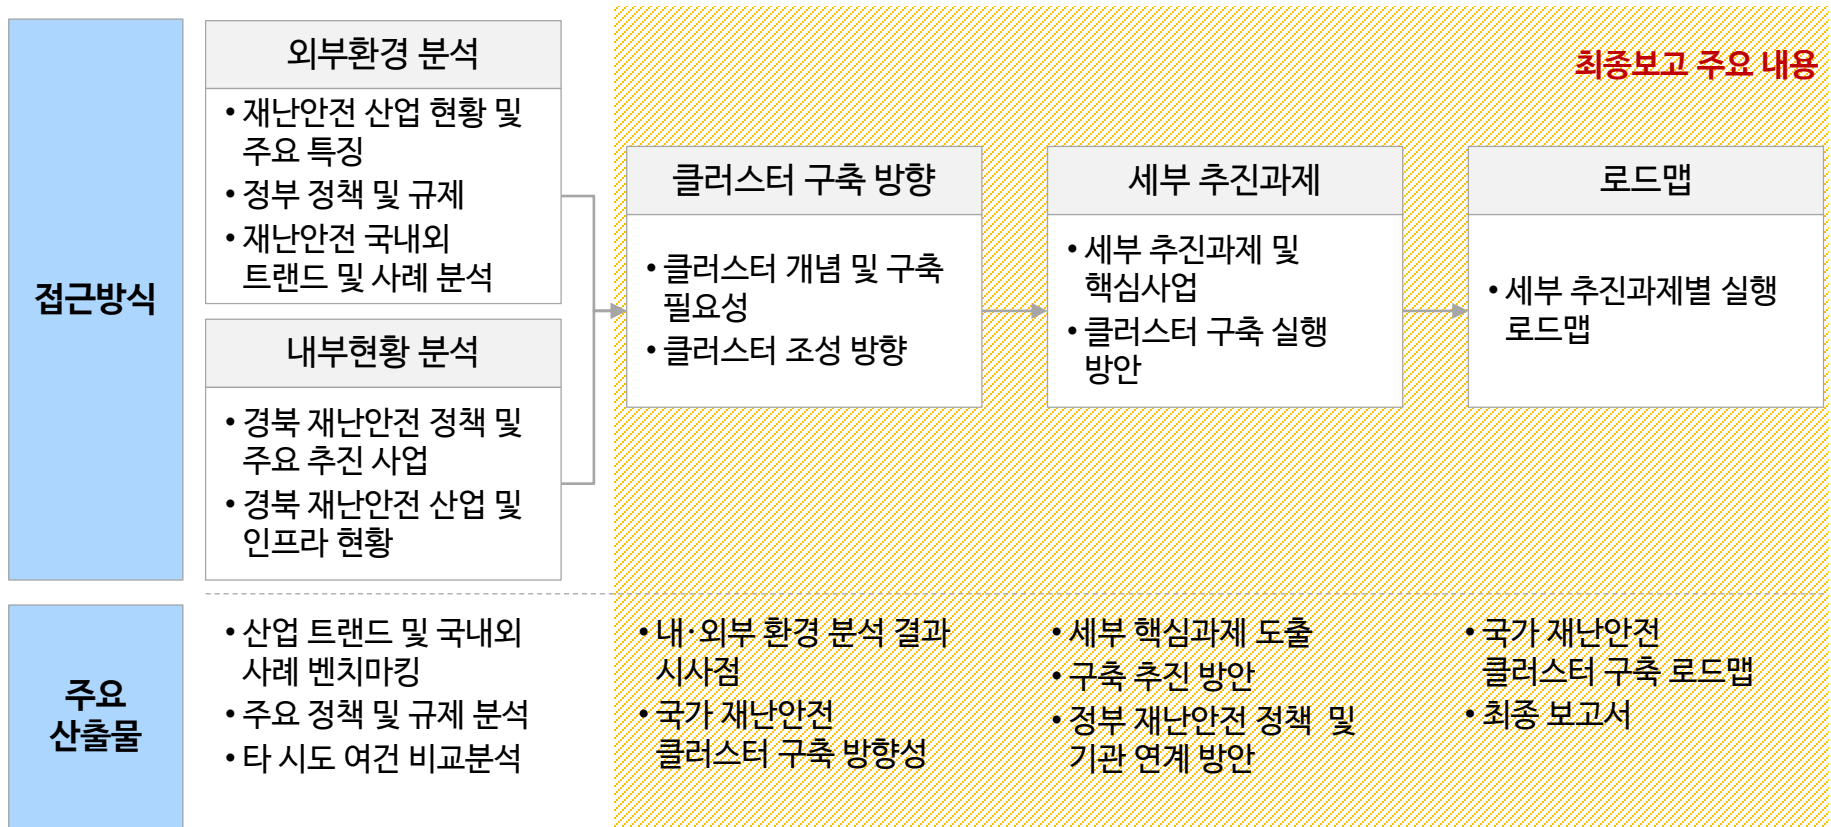 접근방식
외부환경 분석
• 재난안전 산업 현황 및
주요 특징
• 정부 정책 및 규제
• 재난안전 국내외
트랜드 및 사례 분석
내부현황 분석
• 경북 재난안전 정책 및
주요 추진 사업
• 경북 재난안전 산업 및
인프라 현황
최종보고 주요 내용
클러스터 구축 방향
• 클러스터 개념 및 구축
필요성
• 클러스터 조성 방향
세부 추진과제
• 세부 추진과제 및
핵심사업
• 클러스터 구축 실행
방안
로드맵
• 세부 추진과제별 실행
로드맵
주요
산출물
• 산업 트랜드 및 국내외
사례 벤치마킹
• 주요 정책 및 규제 분석
• 타 시도 여건 비교분석
• 내·외부 환경 분석 결과
시사점
• 국가 재난안전
클러스터 구축 방향성
• 세부 핵심과제 도출
• 구축 추진 방안
• 정부 재난안전 정책 및
기관 연계 방안
• 국가 재난안전
클러스터 구축 로드맵
• 최종 보고서